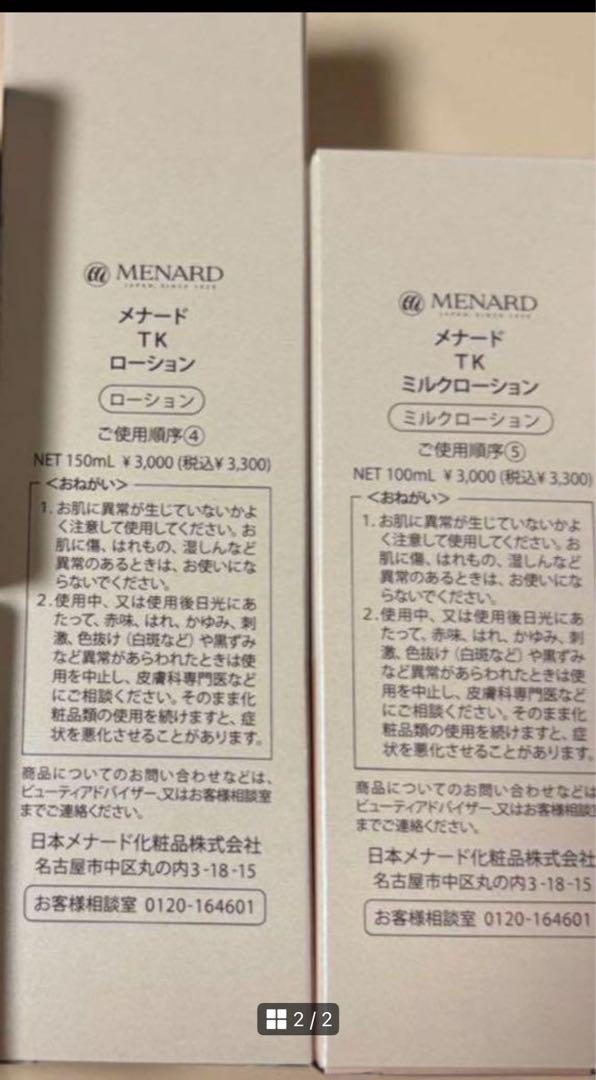 MENARD
JAPAN, SINCE 1959
メナード
TK
ローション
ローション
ご使用順序④
NET 150mL ¥3,000 (税込¥3,300)
<おねがい>
1. お肌に異常が生じていないかよ
く注意して使用してください。お
肌に傷、はれもの、湿しんなど
異常のあるときは、お使いにな
らないでください。
2. 使用中、又は使用後日光にあ
たって、赤味、はれ、かゆみ、刺
激、色抜け（白斑など）や黒ずみ
など異常があらわれたときは使
用を中止し、皮膚科専門医など
にご相談ください。そのまま化
粧品類の使用を続けますと、症
状を悪化させることがあります。
商品についてのお問い合わせなどは、
ビューティアドバイザー、又はお客様相談室
までご連絡ください。
日本メナード化粧品株式会社
名古屋市中区丸の内3-18-15
お客様相談室 0120-164601
MENARD
JAPAN, SINCE 1959
メナード
TK
ミルクローション
ミルクローション
ご使用順序⑤
NET 100mL ¥3,000 (税込¥3,300)
<おねがい>
1. お肌に異常が生じていないかよ
く注意して使用してください。お
肌に傷、はれもの、湿しんなど
異常のあるときは、お使いにな
らないでください。
2. 使用中、又は使用後日光にあ
たって、赤味、はれ、かゆみ、刺
激、色抜け（白斑など）や黒ずみ
など異常があらわれたときは使
用を中止し、皮膚科専門医など
にご相談ください。そのまま化
粧品類の使用を続けますと、症
状を悪化させることがあります。
商品についてのお問い合わせなどは
ビューティアドバイザー、又はお客様相談
までご連絡ください。
日本メナード化粧品株式会社
名古屋市中区丸の内3-18-15
お客様相談室 0120-164601
2/2